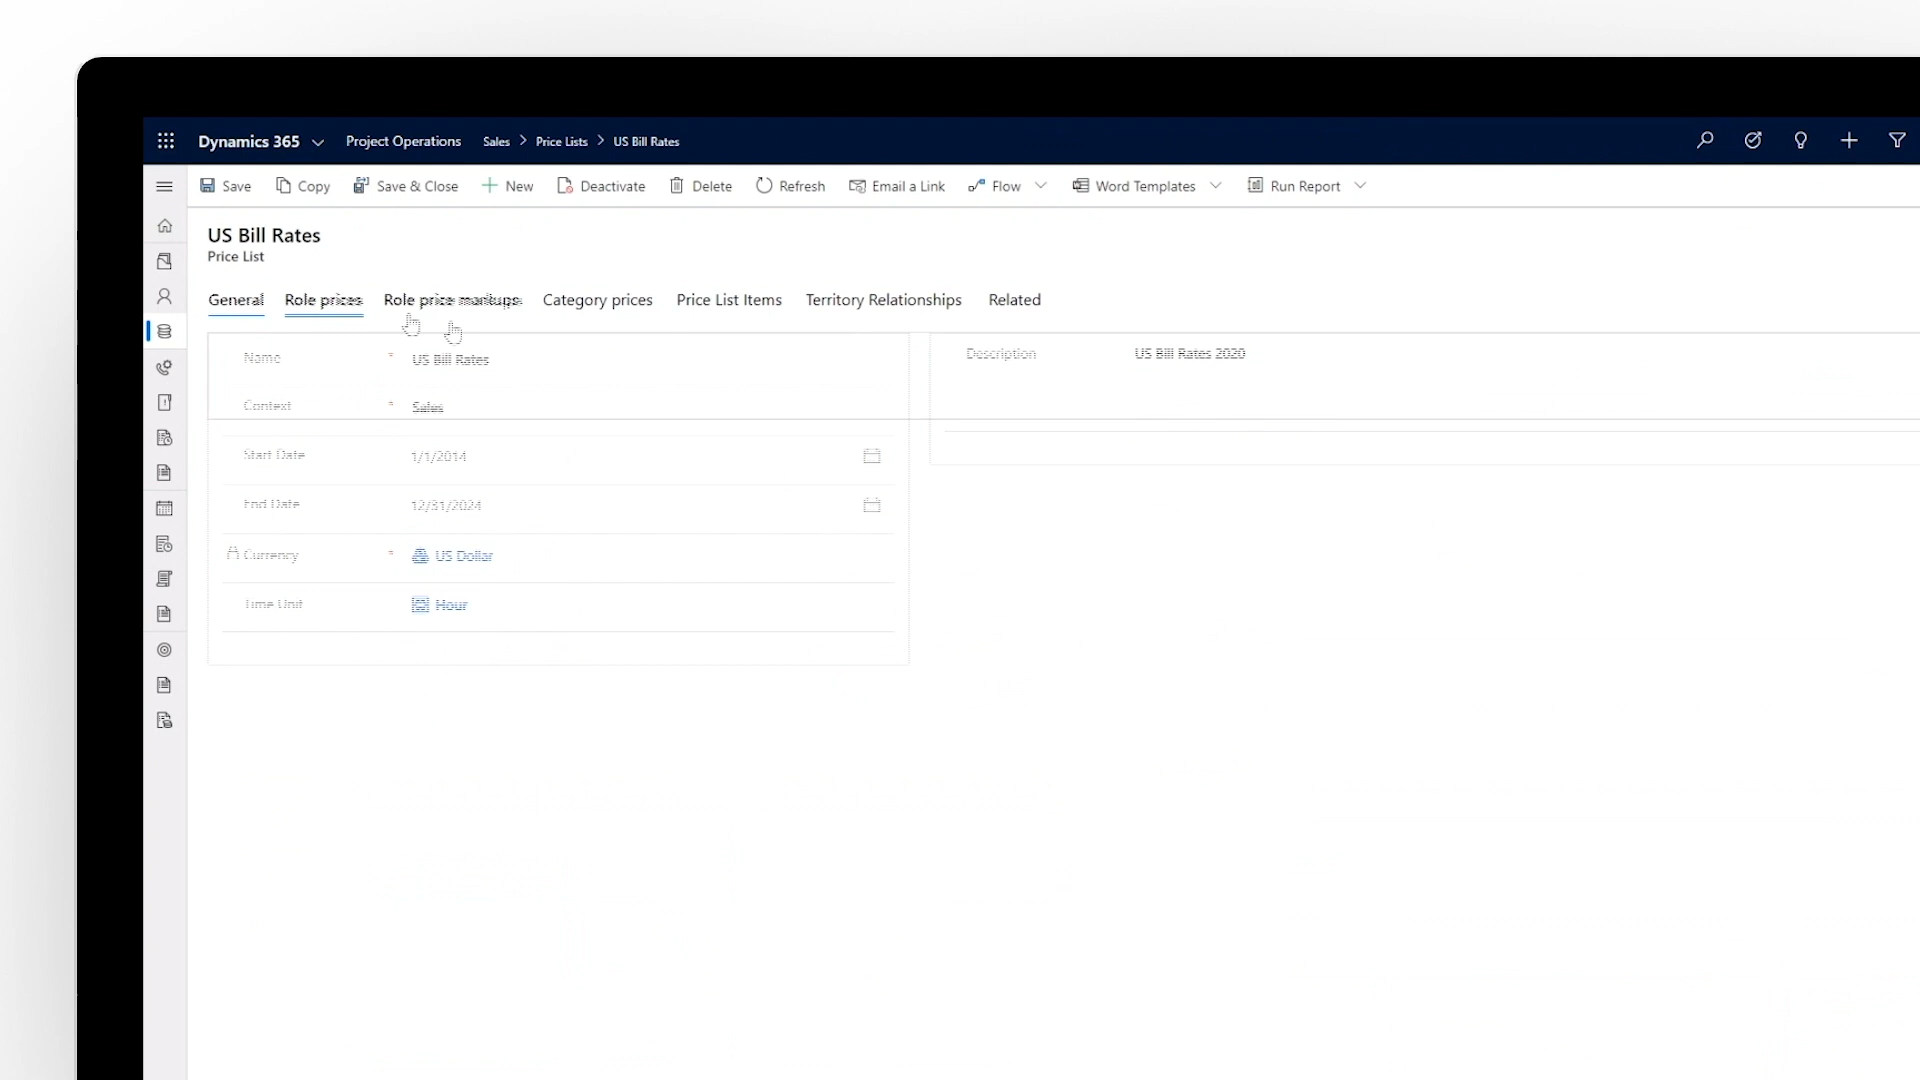 Dynamics 365 Project Operations Sales > Price Lists > US Bill Rates
Save Copy Save & Close New Deactivate Delete Refresh Email a Link Flow Word Templates Run Report
US Bill Rates
Price List
General Role prices Role price markups Category prices Price List Items Territory Relationships Related
Name * US Bill Rates
Description US Bill Rates 2020
Context * Sales
Start Date 1/1/2014
End Date 12/31/2024
Currency * US Dollar
Time Unit Hour